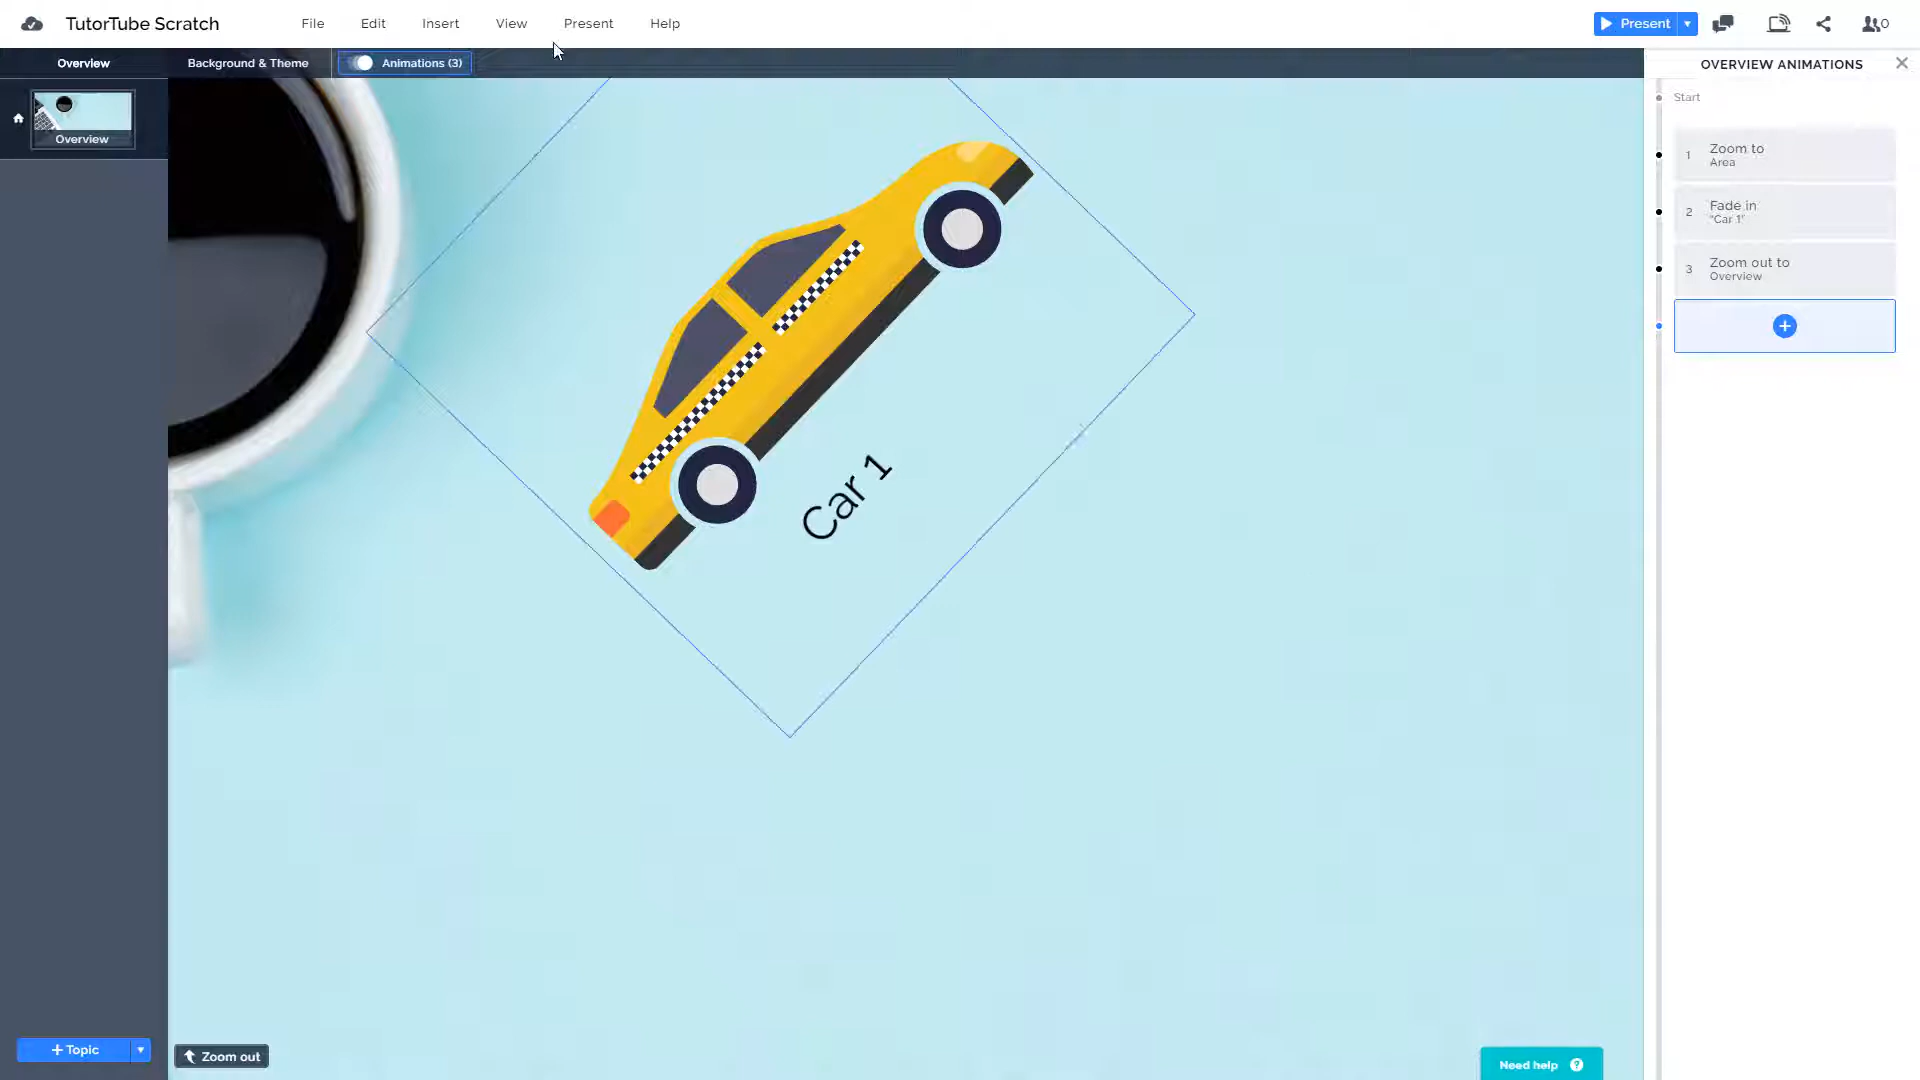 TutorTube Scratch File Edit Insert View Present Help Present 0
Overview Background & Theme Animations (3) OVERVIEW ANIMATIONS
Start
Overview
1 Zoom to
Area
2 Fade in
"Car 1"
3 Zoom out to
Overview
Car 1
+ Topic
Zoom out
Need help ?